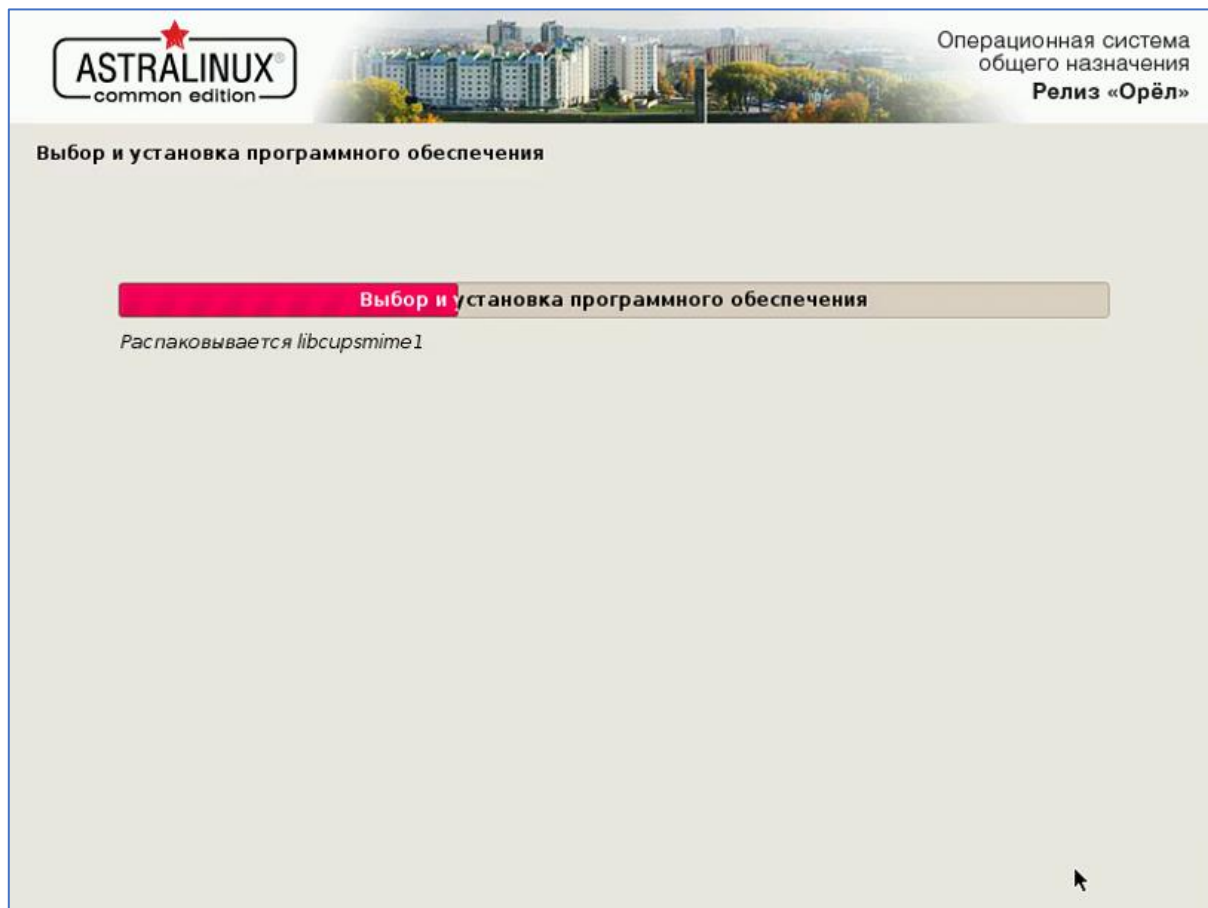 ASTRALINUX®
common edition
Операционная система
общего назначения
Релиз «Орёл»
Выбор и установка программного обеспечения
Выбор и установка программного обеспечения
Распаковывается libcupsmime1